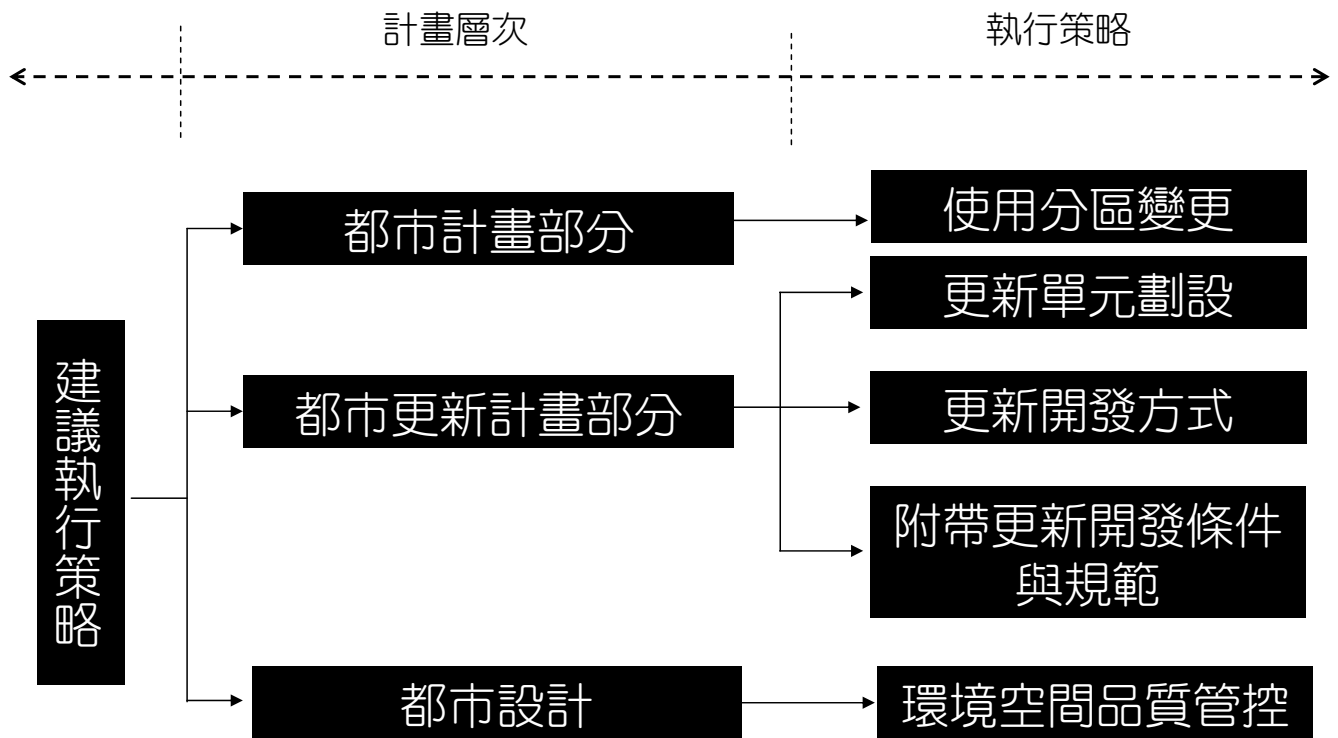 計畫層次
執行策略
建議執行策略
都市計畫部分
使用分區變更
都市更新計畫部分
更新單元劃設
更新開發方式
附帶更新開發條件
與規範
都市設計
環境空間品質管控